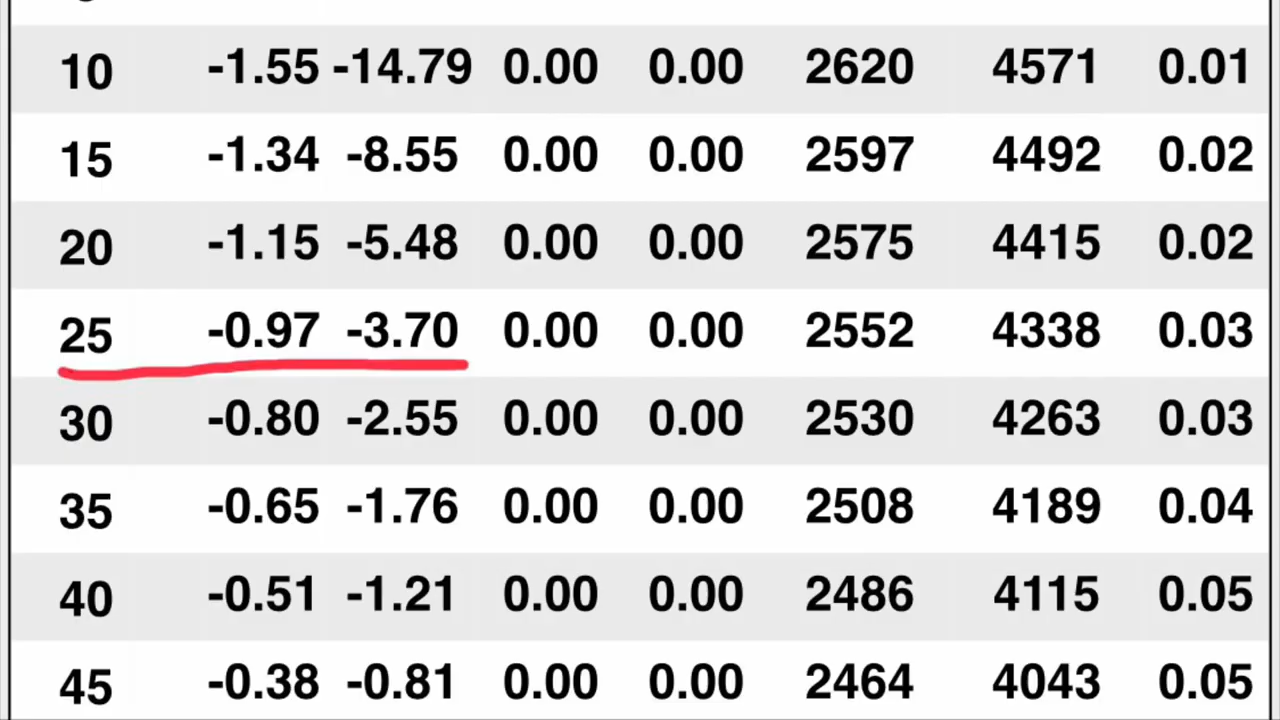 10 -1.55 -14.79 0.00 0.00 2620 4571 0.01
15 -1.34 -8.55 0.00 0.00 2597 4492 0.02
20 -1.15 -5.48 0.00 0.00 2575 4415 0.02
25 -0.97 -3.70 0.00 0.00 2552 4338 0.03
30 -0.80 -2.55 0.00 0.00 2530 4263 0.03
35 -0.65 -1.76 0.00 0.00 2508 4189 0.04
40 -0.51 -1.21 0.00 0.00 2486 4115 0.05
45 -0.38 -0.81 0.00 0.00 2464 4043 0.05